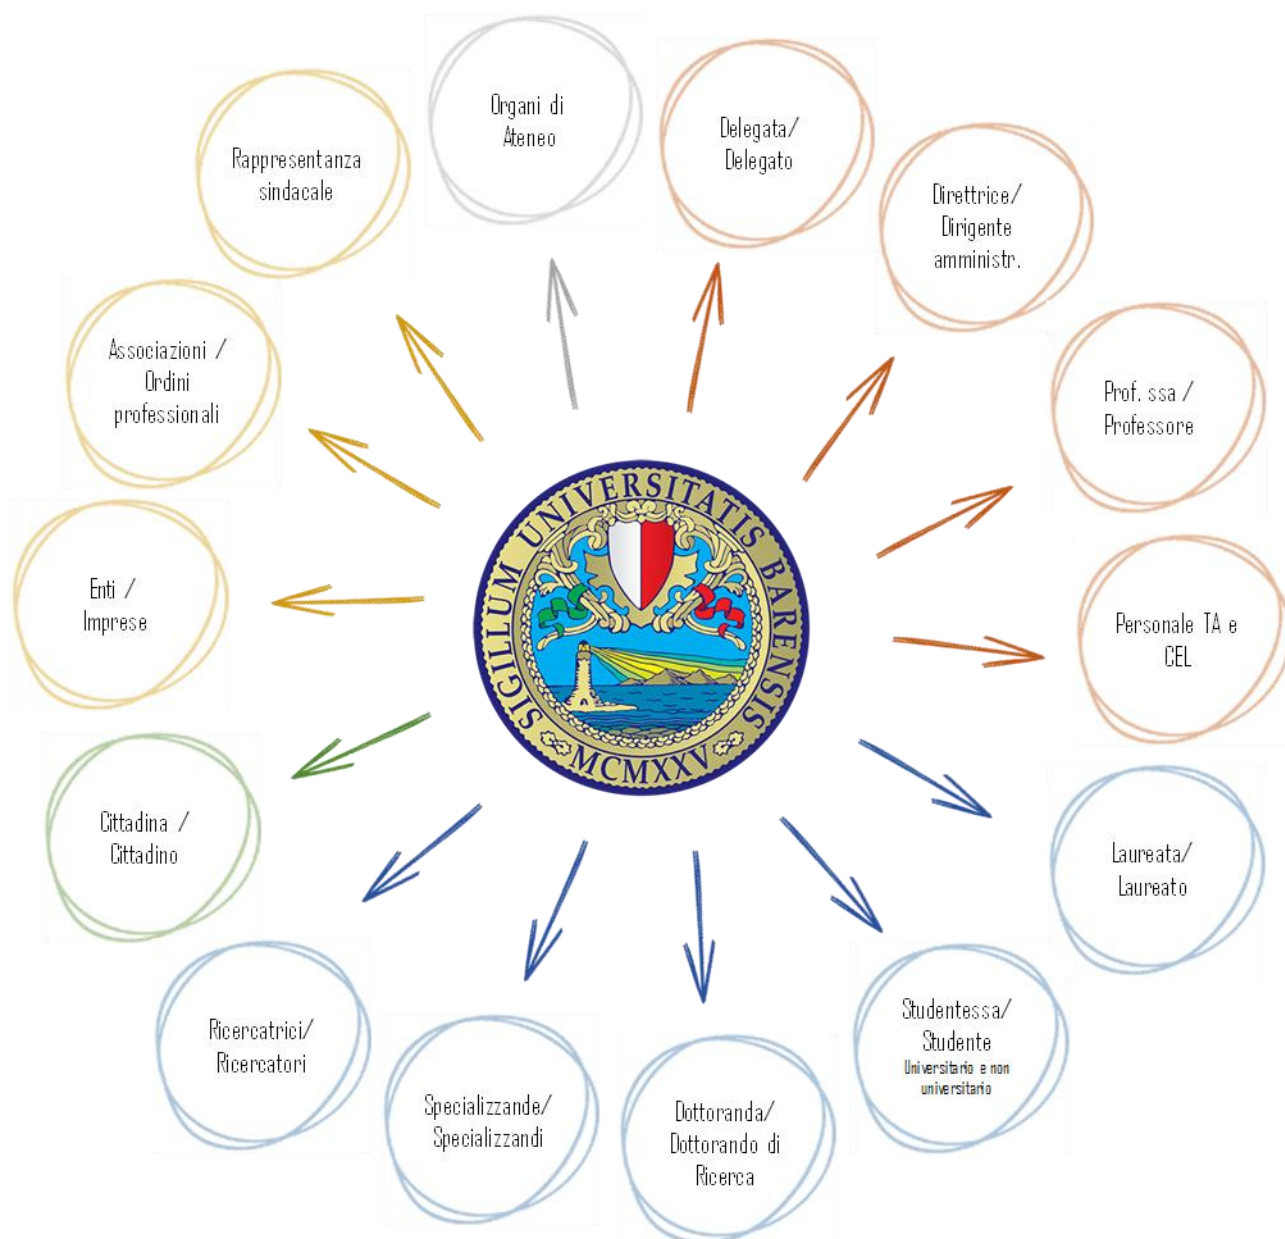 Organi di
Ateneo
Delegata/
Delegato
Direttrice/
Dirigente
amministr.
Prof. ssa /
Professore
Personale TA e
CEL
Laureata/
Laureato
Studentessa/
Studente
Universitario e non
universitario
Dottoranda/
Dottorando di
Ricerca
Specializzande/
Specializzandi
Ricercatrici/
Ricercatori
Cittadina /
Cittadino
Enti /
Imprese
Associazioni /
Ordini
professionali
Rappresentanza
sindacale
SIGILLUM UNIVERSITATIS BARENSIS
MCMXXV